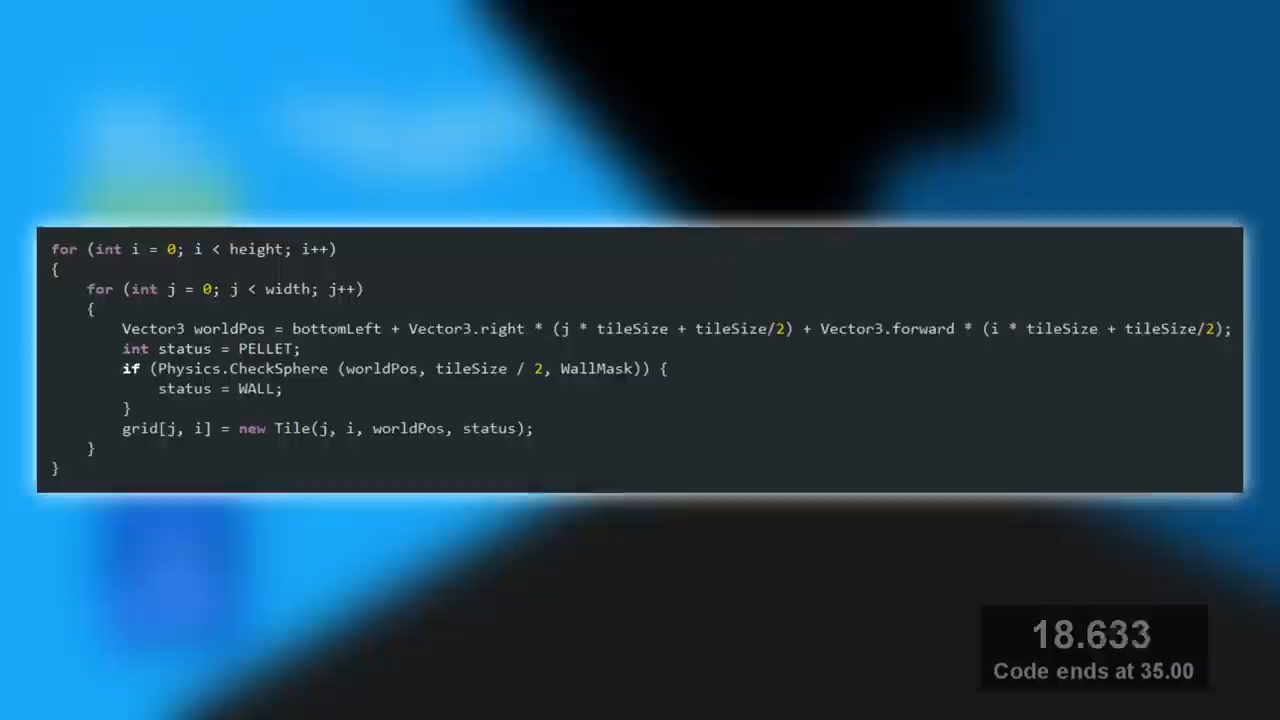 for (int i = 0; i < height; i++)
{
    for (int j = 0; j < width; j++)
    {
        Vector3 worldPos = bottomLeft + Vector3.right * (j * tileSize + tileSize/2) + Vector3.forward * (i * tileSize + tileSize/2);
        int status = PELLET;
        if (Physics.CheckSphere (worldPos, tileSize / 2, WallMask)) {
            status = WALL;
        }
        grid[j, i] = new Tile(j, i, worldPos, status);
    }
}
18.633
Code ends at 35.00